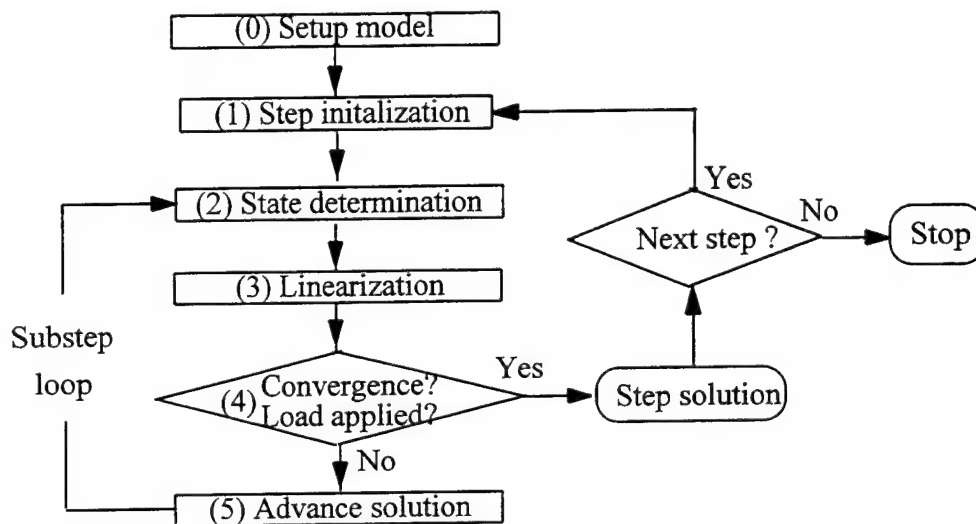 (0) Setup model
(1) Step initalization
(2) State determination
(3) Linearization
(4) Convergence?
Load applied?
Yes
No
(5) Advance solution
Substep
loop
Step solution
Next step ?
Yes
No
Stop